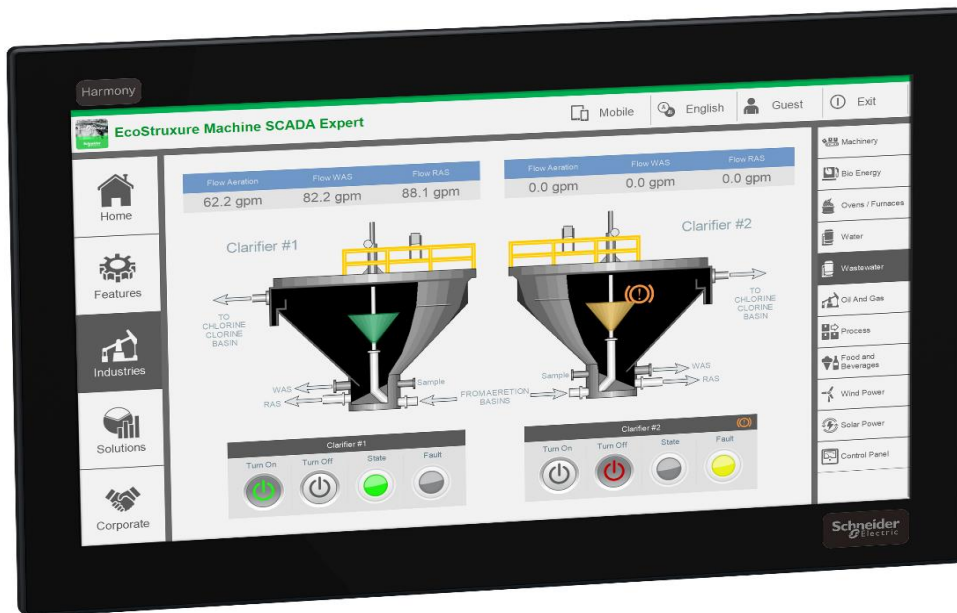 Harmony
EcoStruxure Machine SCADA Expert
Mobile
English
Guest
Exit
Home
Features
Industries
Solutions
Corporate
Flow Aeration Flow WAS Flow RAS
62.2 gpm 82.2 gpm 88.1 gpm
Flow Aeration Flow WAS Flow RAS
0.0 gpm 0.0 gpm 0.0 gpm
Clarifier #1
Clarifier #2
TO
CHLORINE
CLORINE
BASIN
TO
CHLORINE
CLORINE
BASIN
WAS
RAS
Sample
FROMAERETION
BASINS
Sample
WAS
RAS
Clarifier #1
Turn On Turn Off State Fault
Clarifier #2
Turn On Turn Off State Fault
Machinery
Bio Energy
Ovens / Furnaces
Water
Wastewater
Oil And Gas
Process
Food and
Beverages
Wind Power
Solar Power
Control Panel
Schneider
Electric